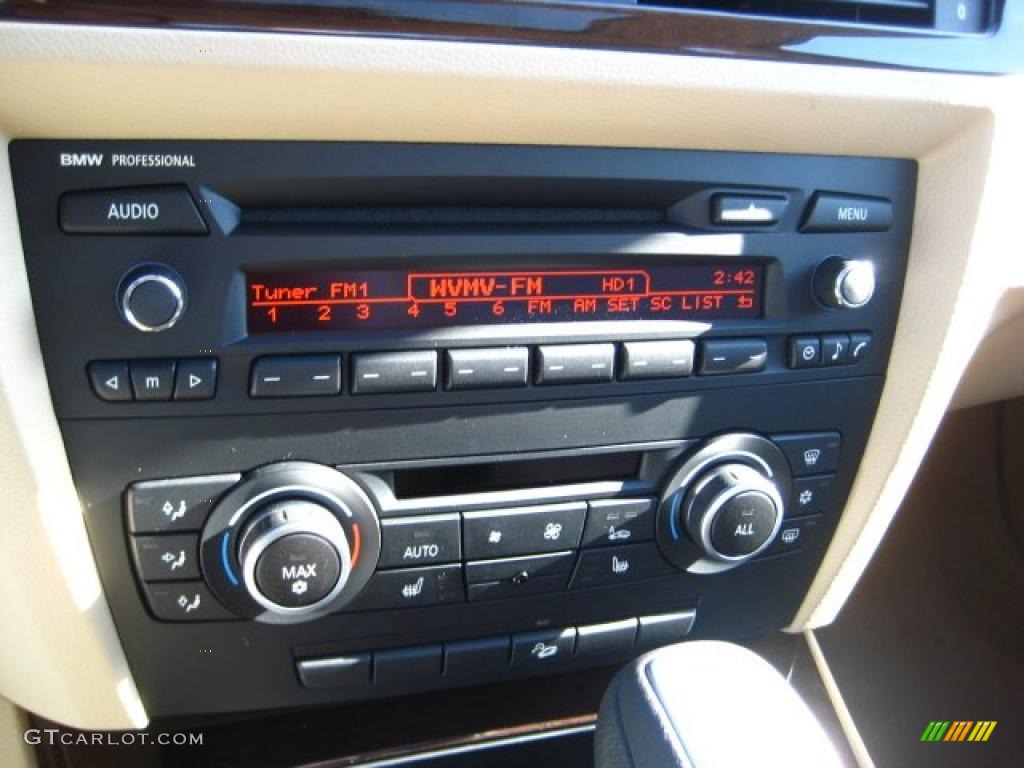 BMW PROFESSIONAL
AUDIO
MENU
Tuner FM1 WVMV-FM HD1 2:42
1 2 3 4 5 6 FM AM SET SC LIST
m
MAX
AUTO
ALL
GTCARLOT.COM